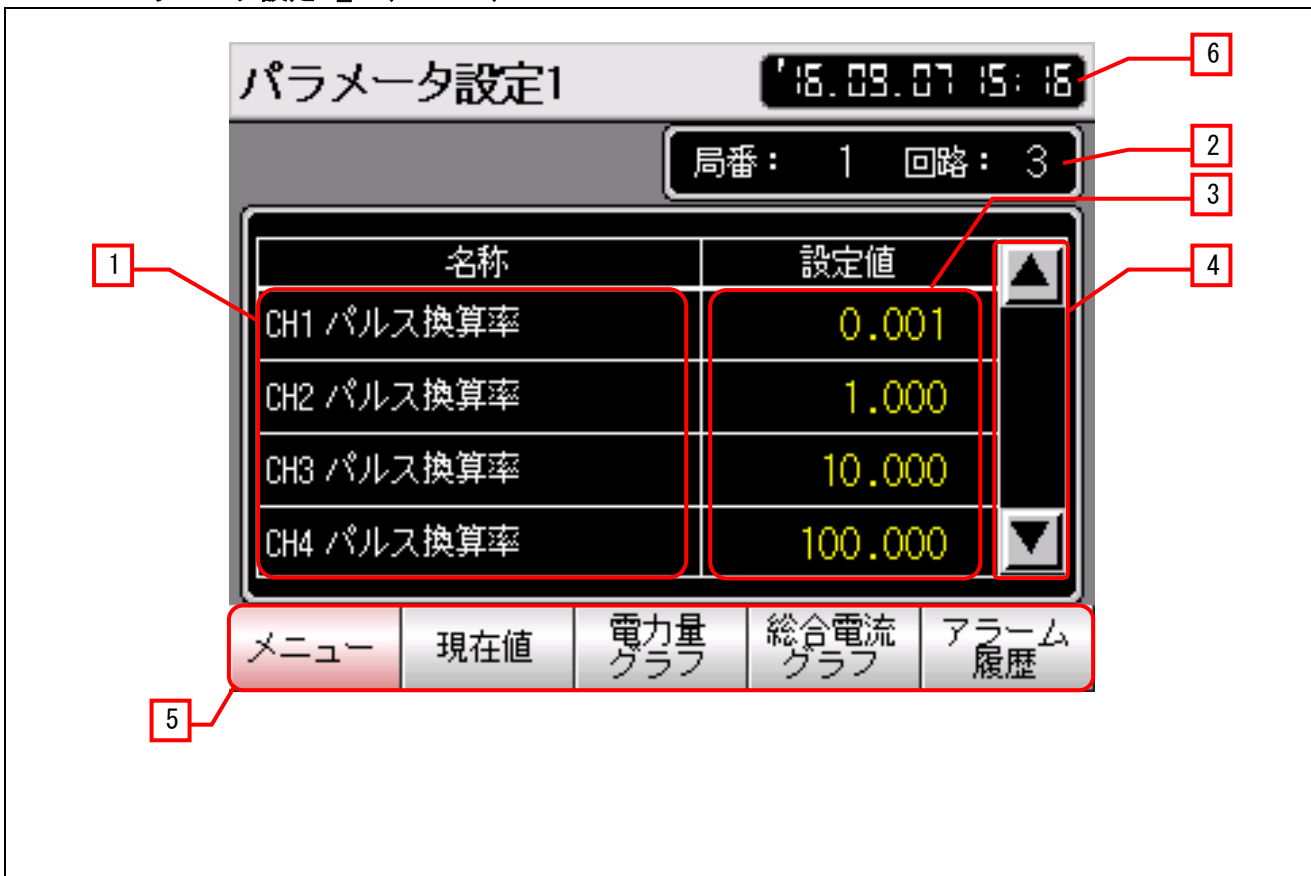 パラメータ設定1
'16.09.07 15:16
6
局番： 1 回路： 3
2
3
名称 設定値
1
4
CH1 パルス換算率 0.001
CH2 パルス換算率 1.000
CH3 パルス換算率 10.000
CH4 パルス換算率 100.000
メニュー 現在値 電力量
グラフ 総合電流
グラフ アラーム
履歴
5